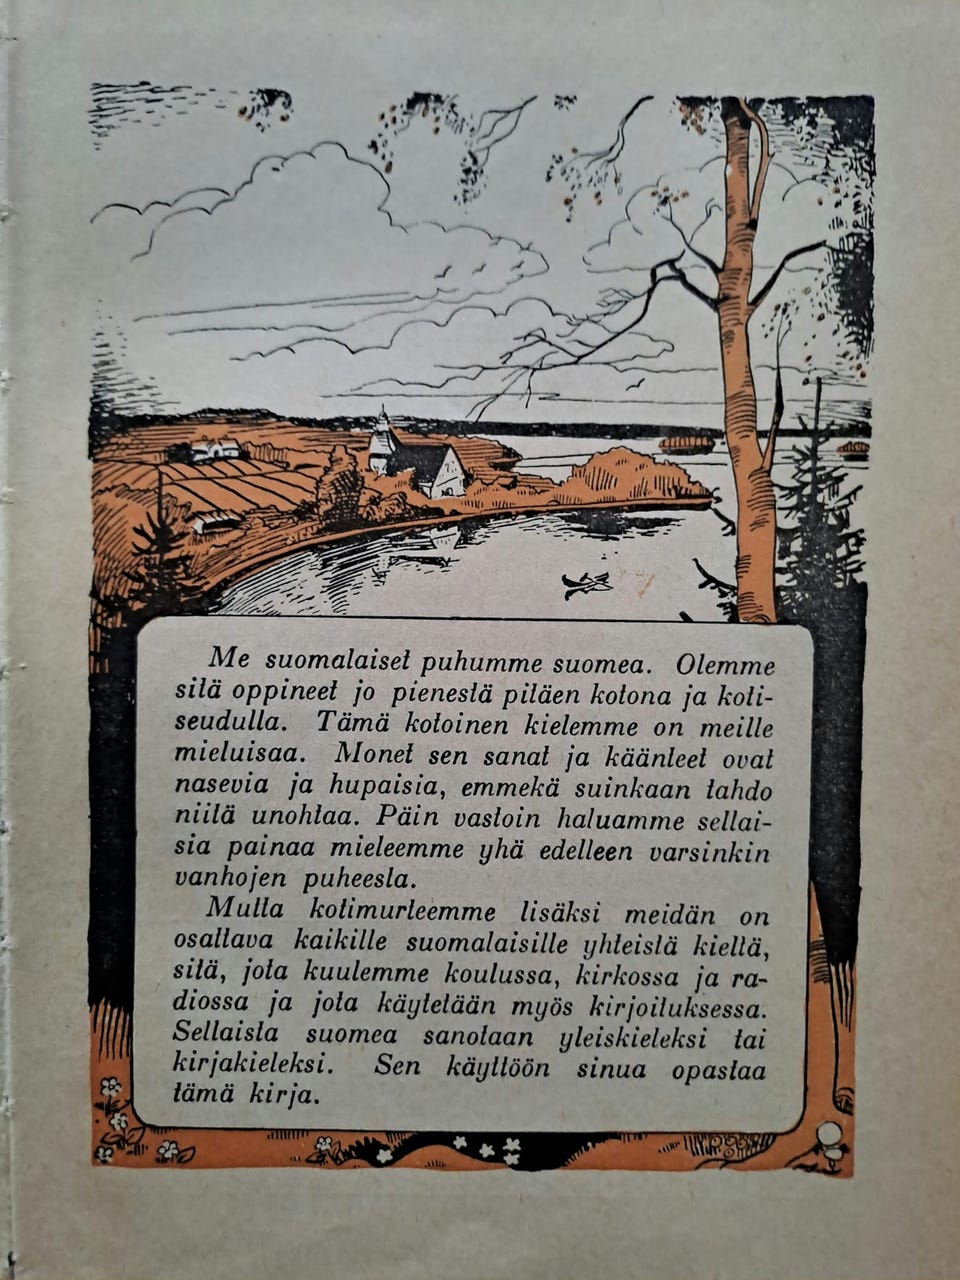 Me suomalaiset puhumme suomea. Olemme
sitä oppineet jo pienestä pitäen kotona ja koti-
seudulla. Tämä kotoinen kielemme on meille
mieluisaa. Monet sen sanat ja käänteet ovat
nasevia ja hupaisia, emmekä suinkaan tahdo
niitä unohtaa. Päin vastoin haluamme sellai-
sia painaa mieleemme yhä edelleen varsinkin
vanhojen puheesta.
Mutta kotimurteemme lisäksi meidän on
osattava kaikille suomalaisille yhteistä kieltä,
sitä, jota kuulemme koulussa, kirkossa ja ra-
diossa ja jota käytetään myös kirjoituksessa.
Sellaista suomea sanotaan yleiskieleksi tai
kirjakieleksi. Sen käyttöön sinua opastaa
tämä kirja.